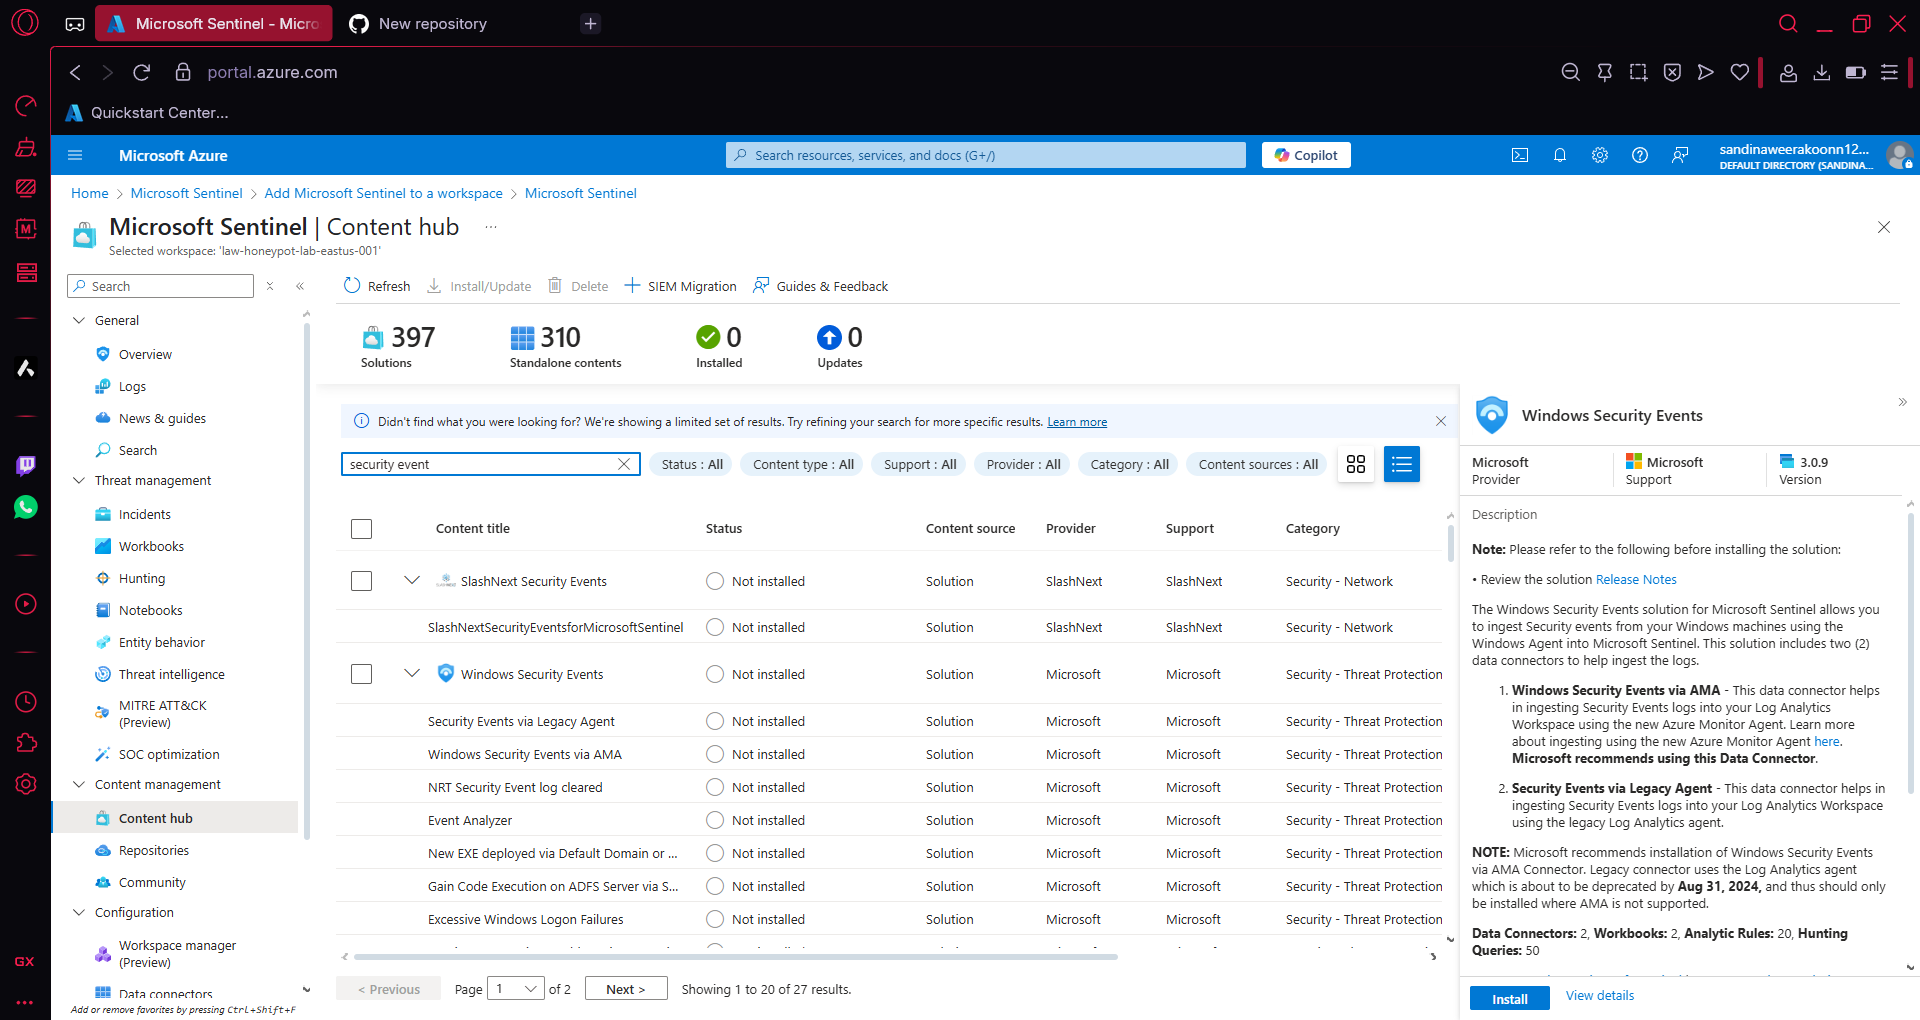 Microsoft Sentinel - Micro
New repository
portal.azure.com
Quickstart Center...
Microsoft Azure
Search resources, services, and docs (G+/)
Copilot
sandinaweerakoonn12...
DEFAULT DIRECTORY (SANDINA...
Home > Microsoft Sentinel > Add Microsoft Sentinel to a workspace > Microsoft Sentinel
Microsoft Sentinel | Content hub ...
Selected workspace: 'law-honeypot-lab-eastus-001'
Search
General
Overview
Logs
News & guides
Search
Threat management
Incidents
Workbooks
Hunting
Notebooks
Entity behavior
Threat intelligence
MITRE ATT&CK
(Preview)
SOC optimization
Content management
Content hub
Repositories
Community
Configuration
Workspace manager
(Preview)
Data connectors
Add or remove favorites by pressing Ctrl+Shift+F
GX
Refresh Install/Update Delete SIEM Migration Guides & Feedback
397
Solutions
310
Standalone contents
0
Installed
0
Updates
Didn't find what you were looking for? We're showing a limited set of results. Try refining your search for more specific results. Learn more
security event
Status : All Content type : All Support : All Provider : All Category : All Content sources : All
Content title Status Content source Provider Support Category
SlashNext Security Events Not installed Solution SlashNext SlashNext Security - Network
SlashNextSecurityEventsforMicrosoftSentinel Not installed Solution SlashNext SlashNext Security - Network
Windows Security Events Not installed Solution Microsoft Microsoft Security - Threat Protection
Security Events via Legacy Agent Not installed Solution Microsoft Microsoft Security - Threat Protection
Windows Security Events via AMA Not installed Solution Microsoft Microsoft Security - Threat Protection
NRT Security Event log cleared Not installed Solution Microsoft Microsoft Security - Threat Protection
Event Analyzer Not installed Solution Microsoft Microsoft Security - Threat Protection
New EXE deployed via Default Domain or ... Not installed Solution Microsoft Microsoft Security - Threat Protection
Gain Code Execution on ADFS Server via S... Not installed Solution Microsoft Microsoft Security - Threat Protection
Excessive Windows Logon Failures Not installed Solution Microsoft Microsoft Security - Threat Protection
< Previous Page 1 of 2 Next > Showing 1 to 20 of 27 results.
Windows Security Events
Microsoft
Provider
Microsoft
Support
3.0.9
Version
Description
Note: Please refer to the following before installing the solution:
• Review the solution Release Notes
The Windows Security Events solution for Microsoft Sentinel allows you
to ingest Security events from your Windows machines using the
Windows Agent into Microsoft Sentinel. This solution includes two (2)
data connectors to help ingest the logs.
1. Windows Security Events via AMA - This data connector helps
in ingesting Security Events logs into your Log Analytics
Workspace using the new Azure Monitor Agent. Learn more
about ingesting using the new Azure Monitor Agent here.
Microsoft recommends using this Data Connector.
2. Security Events via Legacy Agent - This data connector helps in
ingesting Security Events logs into your Log Analytics Workspace
using the legacy Log Analytics agent.
NOTE: Microsoft recommends installation of Windows Security Events
via AMA Connector. Legacy connector uses the Log Analytics agent
which is about to be deprecated by Aug 31, 2024, and thus should only
be installed where AMA is not supported.
Data Connectors: 2, Workbooks: 2, Analytic Rules: 20, Hunting
Queries: 50
Install
View details